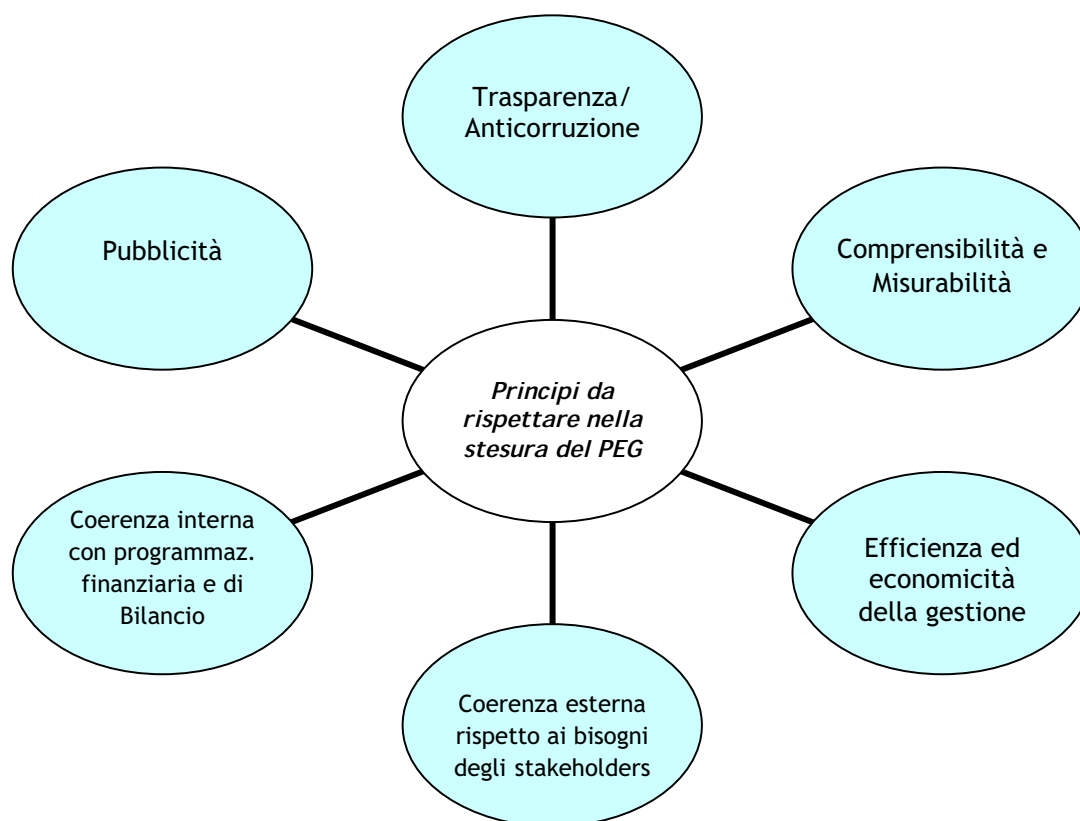 Trasparenza/
Anticorruzione
Pubblicità
Comprensibilità e
Misurabilità
Principi da
rispettare nella
stesura del PEG
Coerenza interna
con programmaz.
finanziaria e di
Bilancio
Efficienza ed
economicità
della gestione
Coerenza esterna
rispetto ai bisogni
degli stakeholders